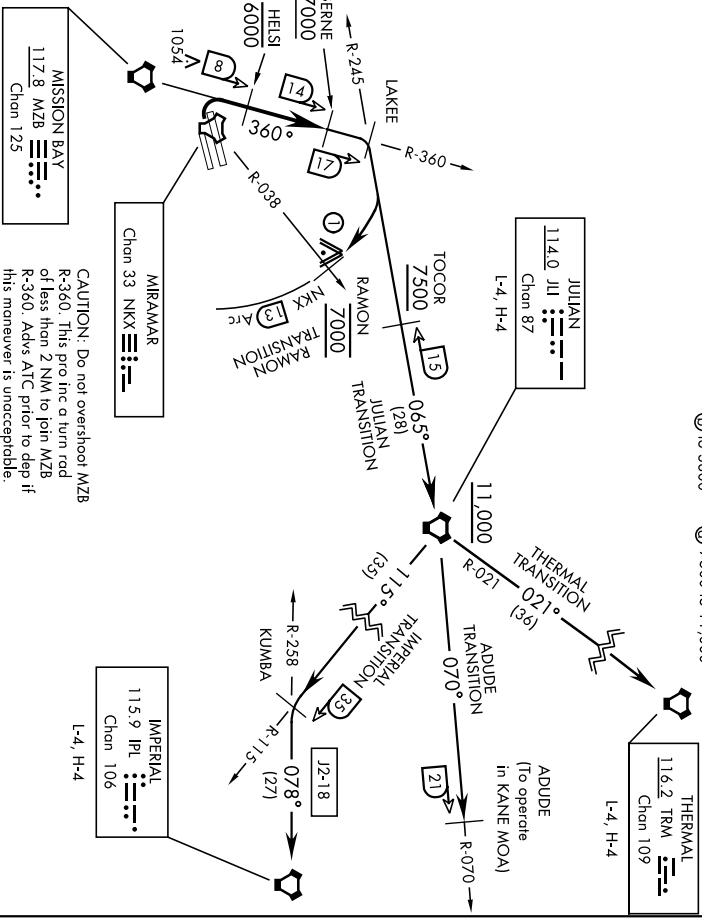 PERNE
7000
HELSI
6000
1054
8
14
17
R-245
LAKEE
R-360
360°
R-038
1
MISSION BAY
117.8 MZB
Chan 125
MIRAMAR
Chan 33 NKX
CAUTION: Do not overshoot MZB
R-360. This pro inc a turn rad
of less than 2 NM to join MZB
R-360. Advs ATC prior to dep if
this maneuver is unacceptable.
NKX 13 Arc
RAMON
7000
RAMON
TRANSITION
TOCOR
7500
15
065°
(28)
JULIAN
TRANSITION
JULIAN
114.0 JLI
Chan 87
L-4, H-4
11,000
THERMAL
TRANSITION
R-021
021°
(36)
THERMAL
116.2 TRM
Chan 109
L-4, H-4
ADUDE
TRANSITION
070°
21
ADUDE
(To operate
in KANE MOA)
R-070
115°
(35)
IMPERIAL
TRANSITION
35
R-258
KUMBA
R-115
J2-18
078°
(27)
IMPERIAL
115.9 IPL
Chan 106
L-4, H-4